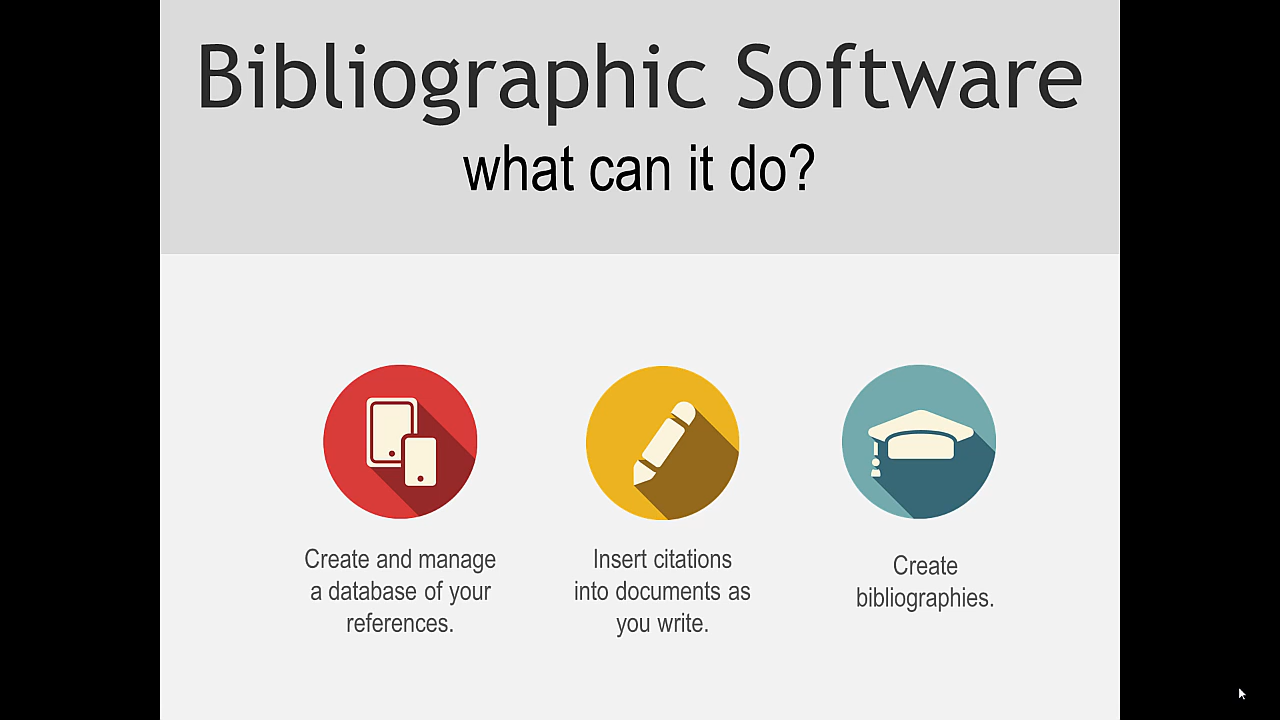 Bibliographic Software
what can it do?
Create and manage
a database of your
references.
Insert citations
into documents as
you write.
Create
bibliographies.